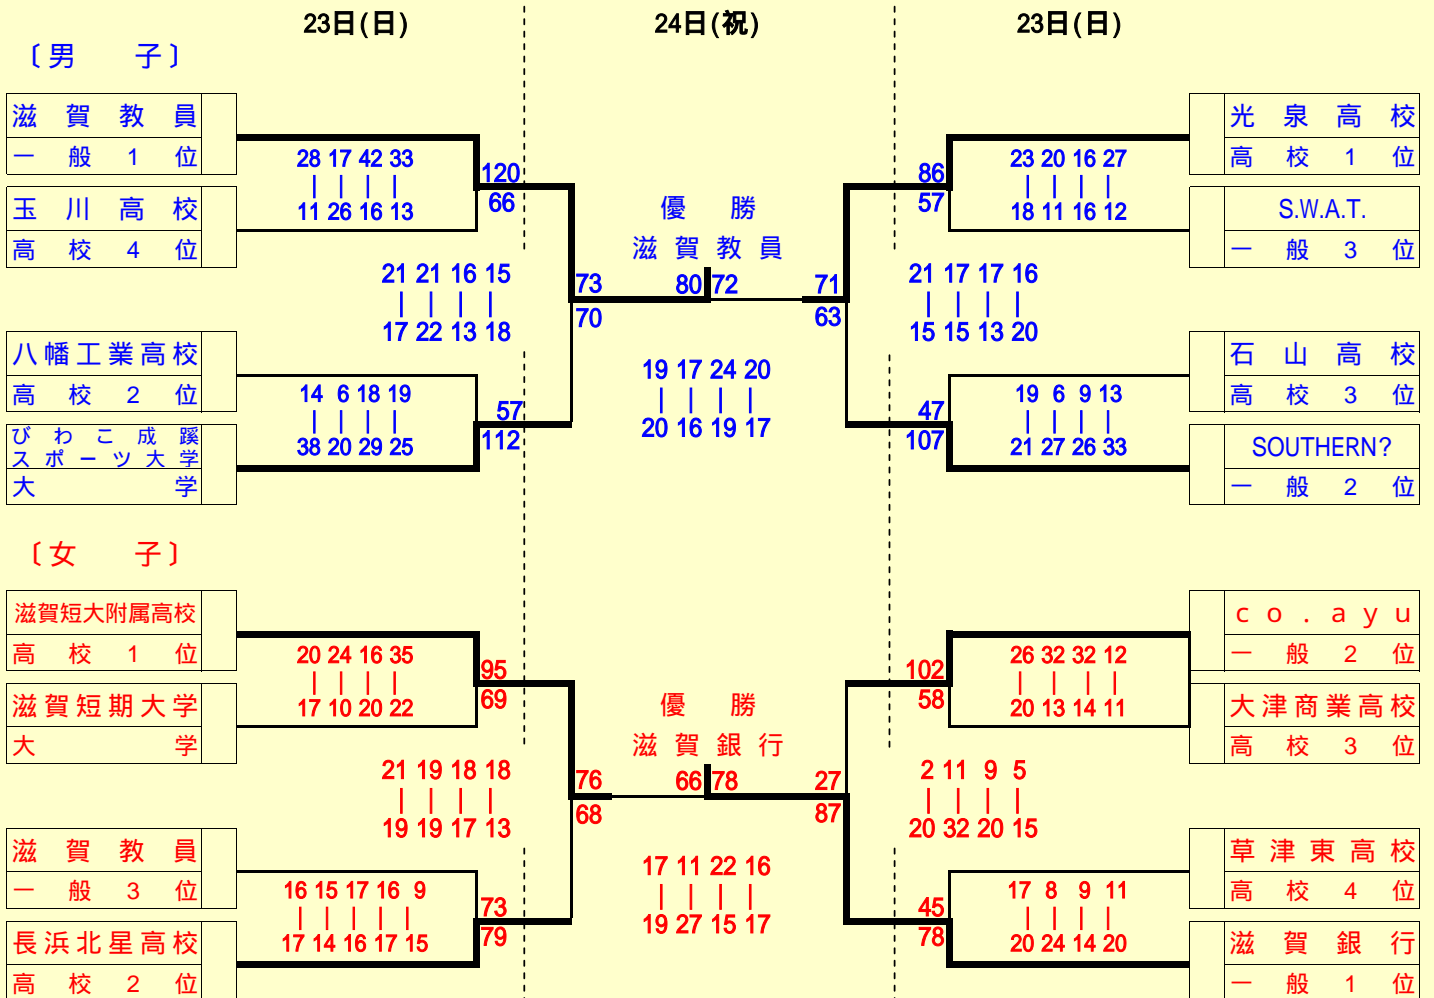 23日(日) 24日(祝) 23日(日)
〔男 子〕
滋賀教員 光泉高校
一般1位 28 17 42 33 23 20 16 27 高校1位
| | | | 120 86 | | | |
玉川高校 11 26 16 13 66 優勝 57 18 11 16 12 S.W.A.T.
高校4位 滋賀教員 一般3位
21 21 16 15 73 80 72 71 21 17 17 16
| | | | | | | |
17 22 13 18 70 63 15 15 13 20
八幡工業高校 19 17 24 20 石山高校
高校2位 14 6 18 19 | | | | 19 6 9 13 高校3位
| | | | 57 20 16 19 17 47 | | | |
びわこ成蹊
スポーツ大学 38 20 29 25 112 107 21 27 26 33 SOUTHERN?
大学 一般2位
〔女 子〕
滋賀短大附属高校 co.ayu
高校1位 20 24 16 35 26 32 32 12 一般2位
| | | | 95 102 | | | |
滋賀短期大学 17 10 20 22 69 優勝 58 20 13 14 11 大津商業高校
大学 滋賀銀行 高校3位
21 19 18 18 76 66 78 27 2 11 9 5
| | | | | | | |
19 19 17 13 68 87 20 32 20 15
滋賀教員 17 11 22 16 草津東高校
一般3位 16 15 17 16 9 | | | | 17 8 9 11 高校4位
| | | | | 73 19 27 15 17 45 | | | |
長浜北星高校 17 14 16 17 15 79 78 20 24 14 20 滋賀銀行
高校2位 一般1位